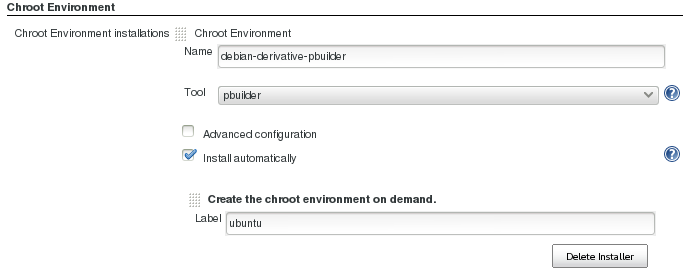 Chroot Environment
Chroot Environment installations
Chroot Environment
Name debian-derivative-pbuilder
Tool pbuilder
Advanced configuration
Install automatically
Create the chroot environment on demand.
Label ubuntu
Delete Installer